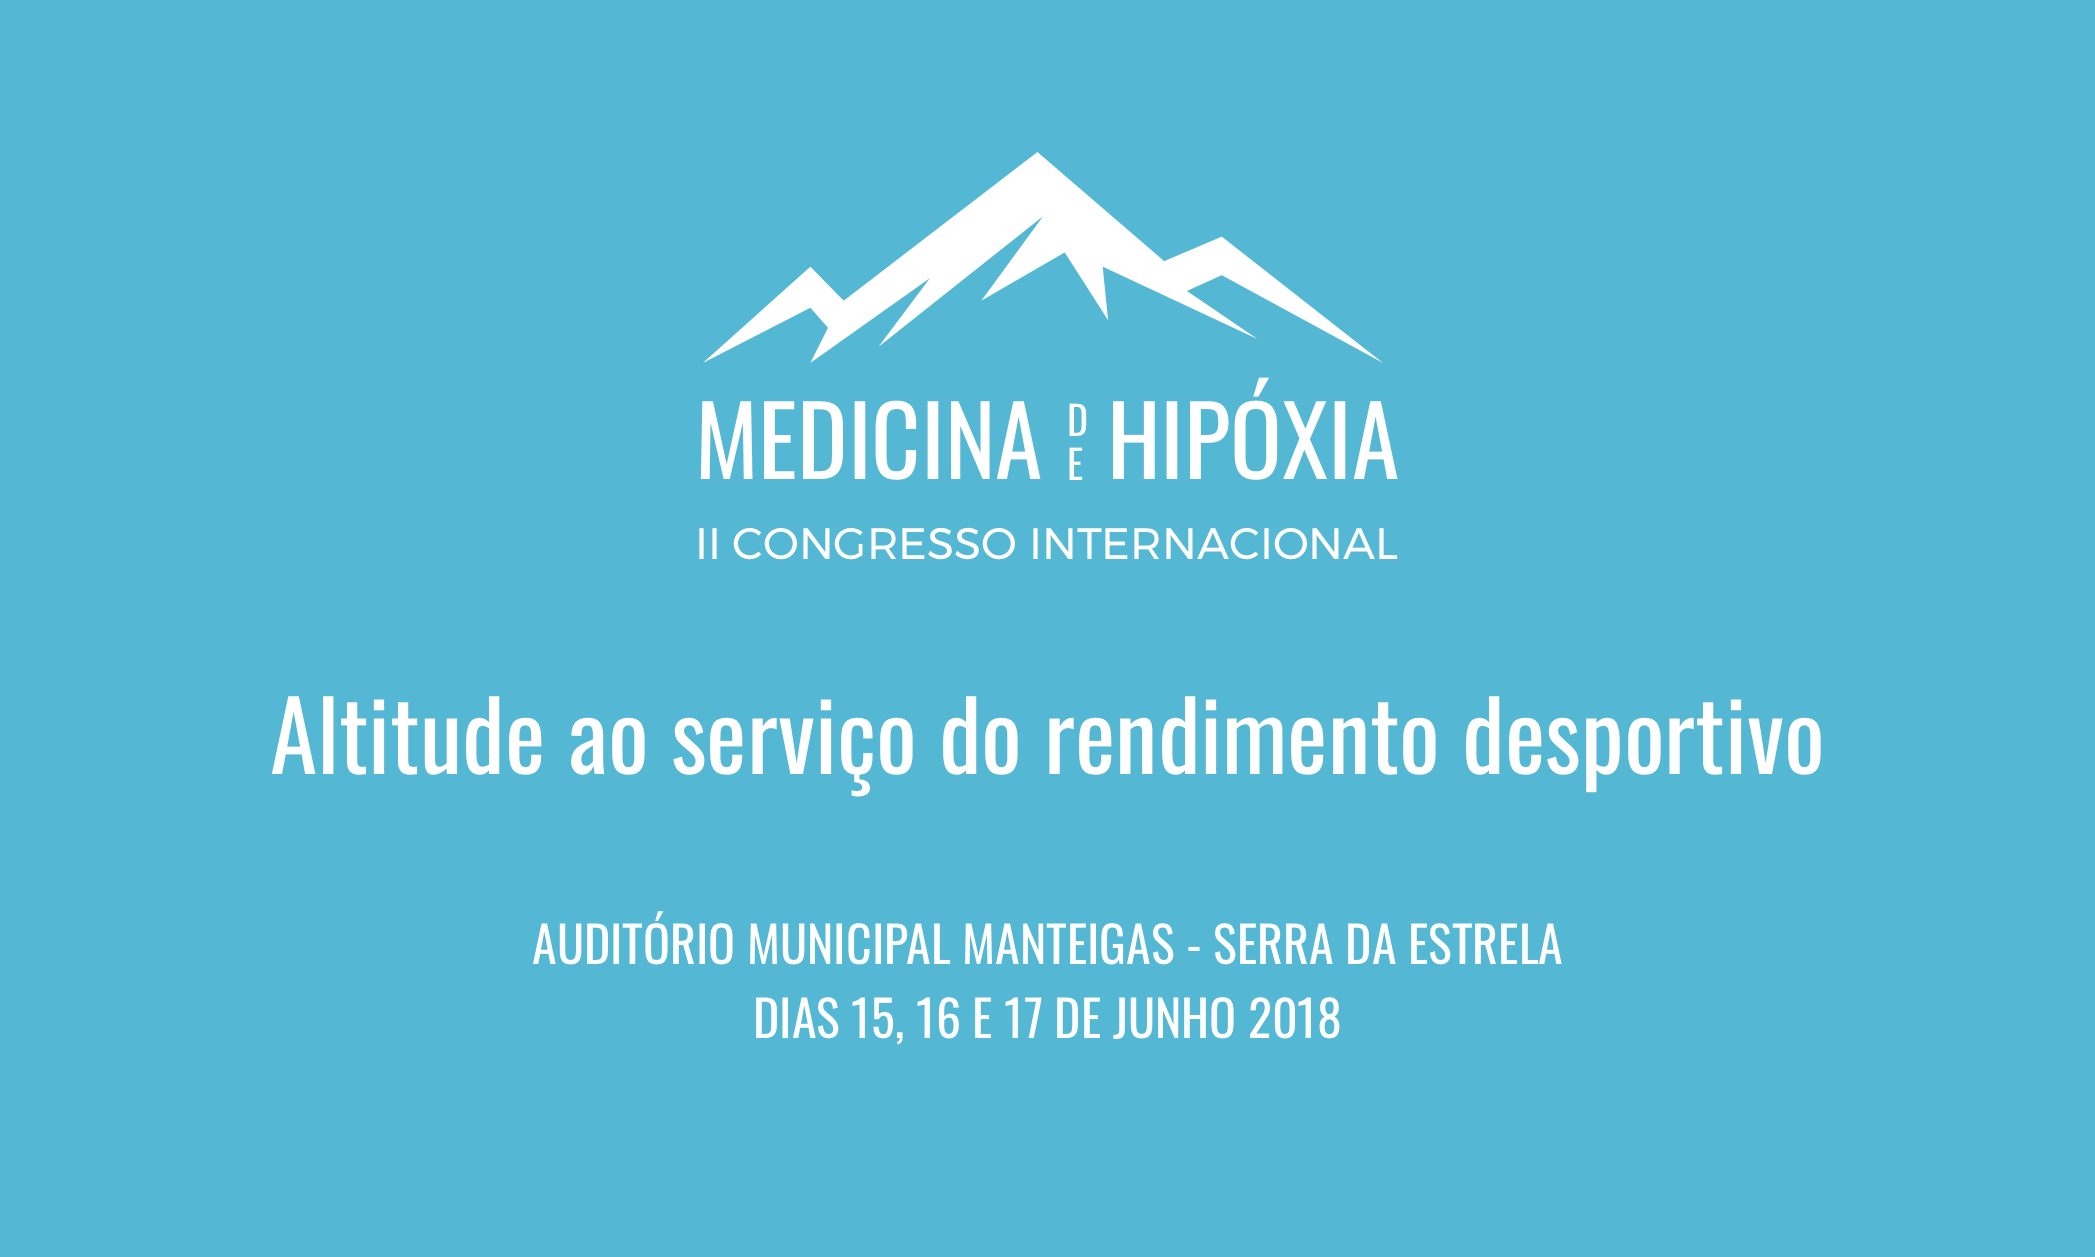 MEDICINA DE HIPÓXIA
II CONGRESSO INTERNACIONAL
Altitude ao serviço do rendimento desportivo
AUDITÓRIO MUNICIPAL MANTEIGAS - SERRA DA ESTRELA
DIAS 15, 16 E 17 DE JUNHO 2018